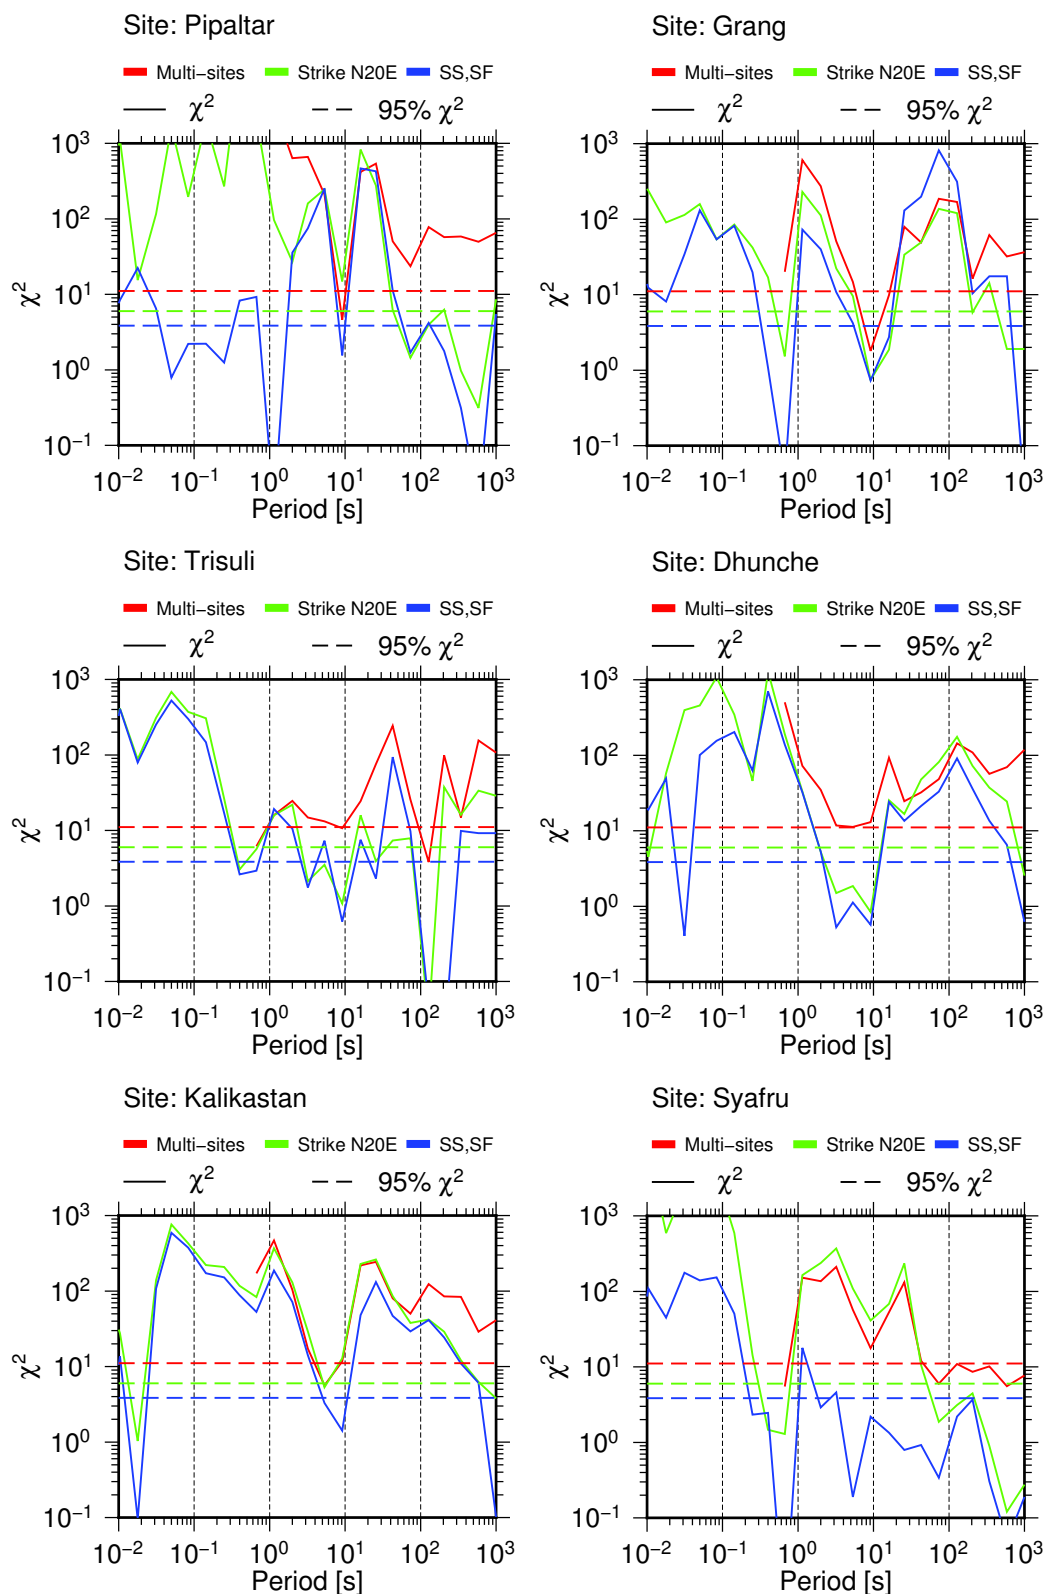 Site: Pipaltar
Multi−sites Strike N20E SS,SF
χ² 95% χ²
10³
10²
10¹
10⁰
10⁻¹
χ²
10⁻² 10⁻¹ 10⁰ 10¹ 10² 10³
Period [s]
Site: Grang
Multi−sites Strike N20E SS,SF
χ² 95% χ²
10³
10²
10¹
10⁰
10⁻¹
χ²
10⁻² 10⁻¹ 10⁰ 10¹ 10² 10³
Period [s]
Site: Trisuli
Multi−sites Strike N20E SS,SF
χ² 95% χ²
10³
10²
10¹
10⁰
10⁻¹
χ²
10⁻² 10⁻¹ 10⁰ 10¹ 10² 10³
Period [s]
Site: Dhunche
Multi−sites Strike N20E SS,SF
χ² 95% χ²
10³
10²
10¹
10⁰
10⁻¹
χ²
10⁻² 10⁻¹ 10⁰ 10¹ 10² 10³
Period [s]
Site: Kalikastan
Multi−sites Strike N20E SS,SF
χ² 95% χ²
10³
10²
10¹
10⁰
10⁻¹
χ²
10⁻² 10⁻¹ 10⁰ 10¹ 10² 10³
Period [s]
Site: Syafru
Multi−sites Strike N20E SS,SF
χ² 95% χ²
10³
10²
10¹
10⁰
10⁻¹
χ²
10⁻² 10⁻¹ 10⁰ 10¹ 10² 10³
Period [s]